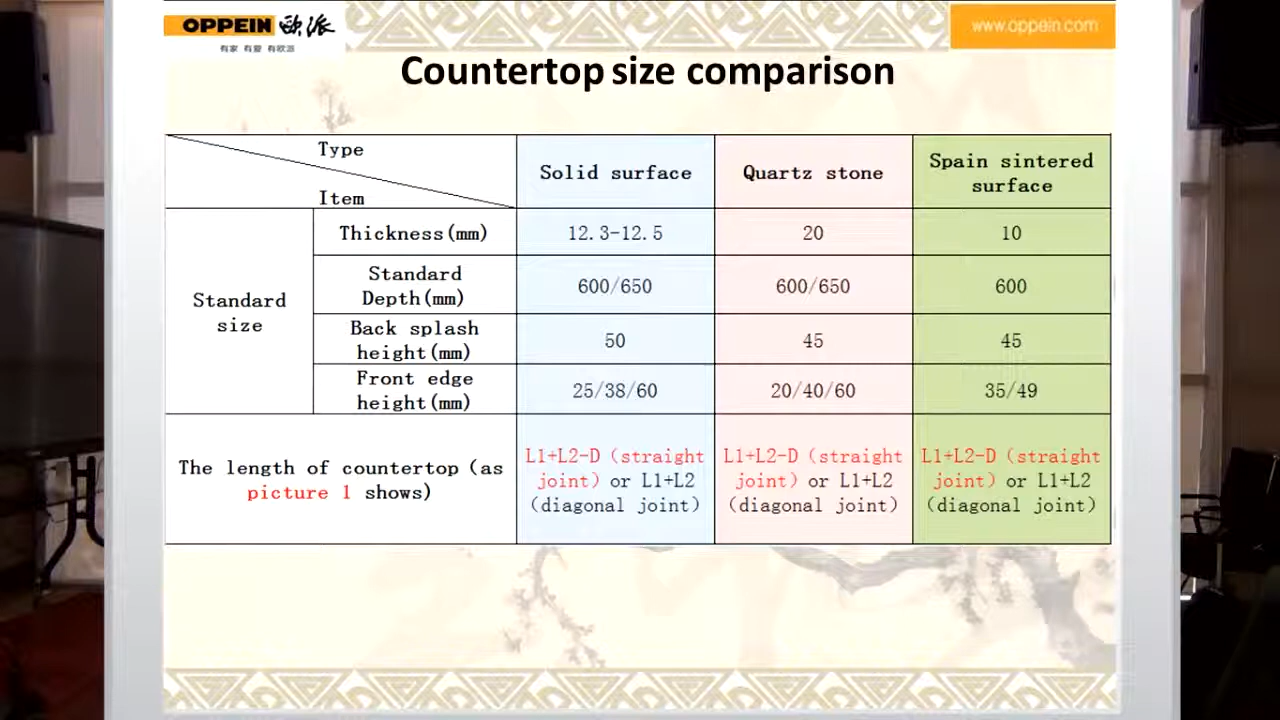 OPPEIN 欧派
有家 有爱 有欧派
www.oppein.com
Countertop size comparison
Type
Item
Solid surface
Quartz stone
Spain sintered
surface
Standard
size
Thickness(mm)
12.3-12.5
20
10
Standard
Depth(mm)
600/650
600/650
600
Back splash
height(mm)
50
45
45
Front edge
height(mm)
25/38/60
20/40/60
35/49
The length of countertop（as
picture 1 shows)
L1+L2-D（straight
joint）or L1+L2
（diagonal joint）
L1+L2-D（straight
joint）or L1+L2
（diagonal joint）
L1+L2-D（straight
joint）or L1+L2
（diagonal joint）